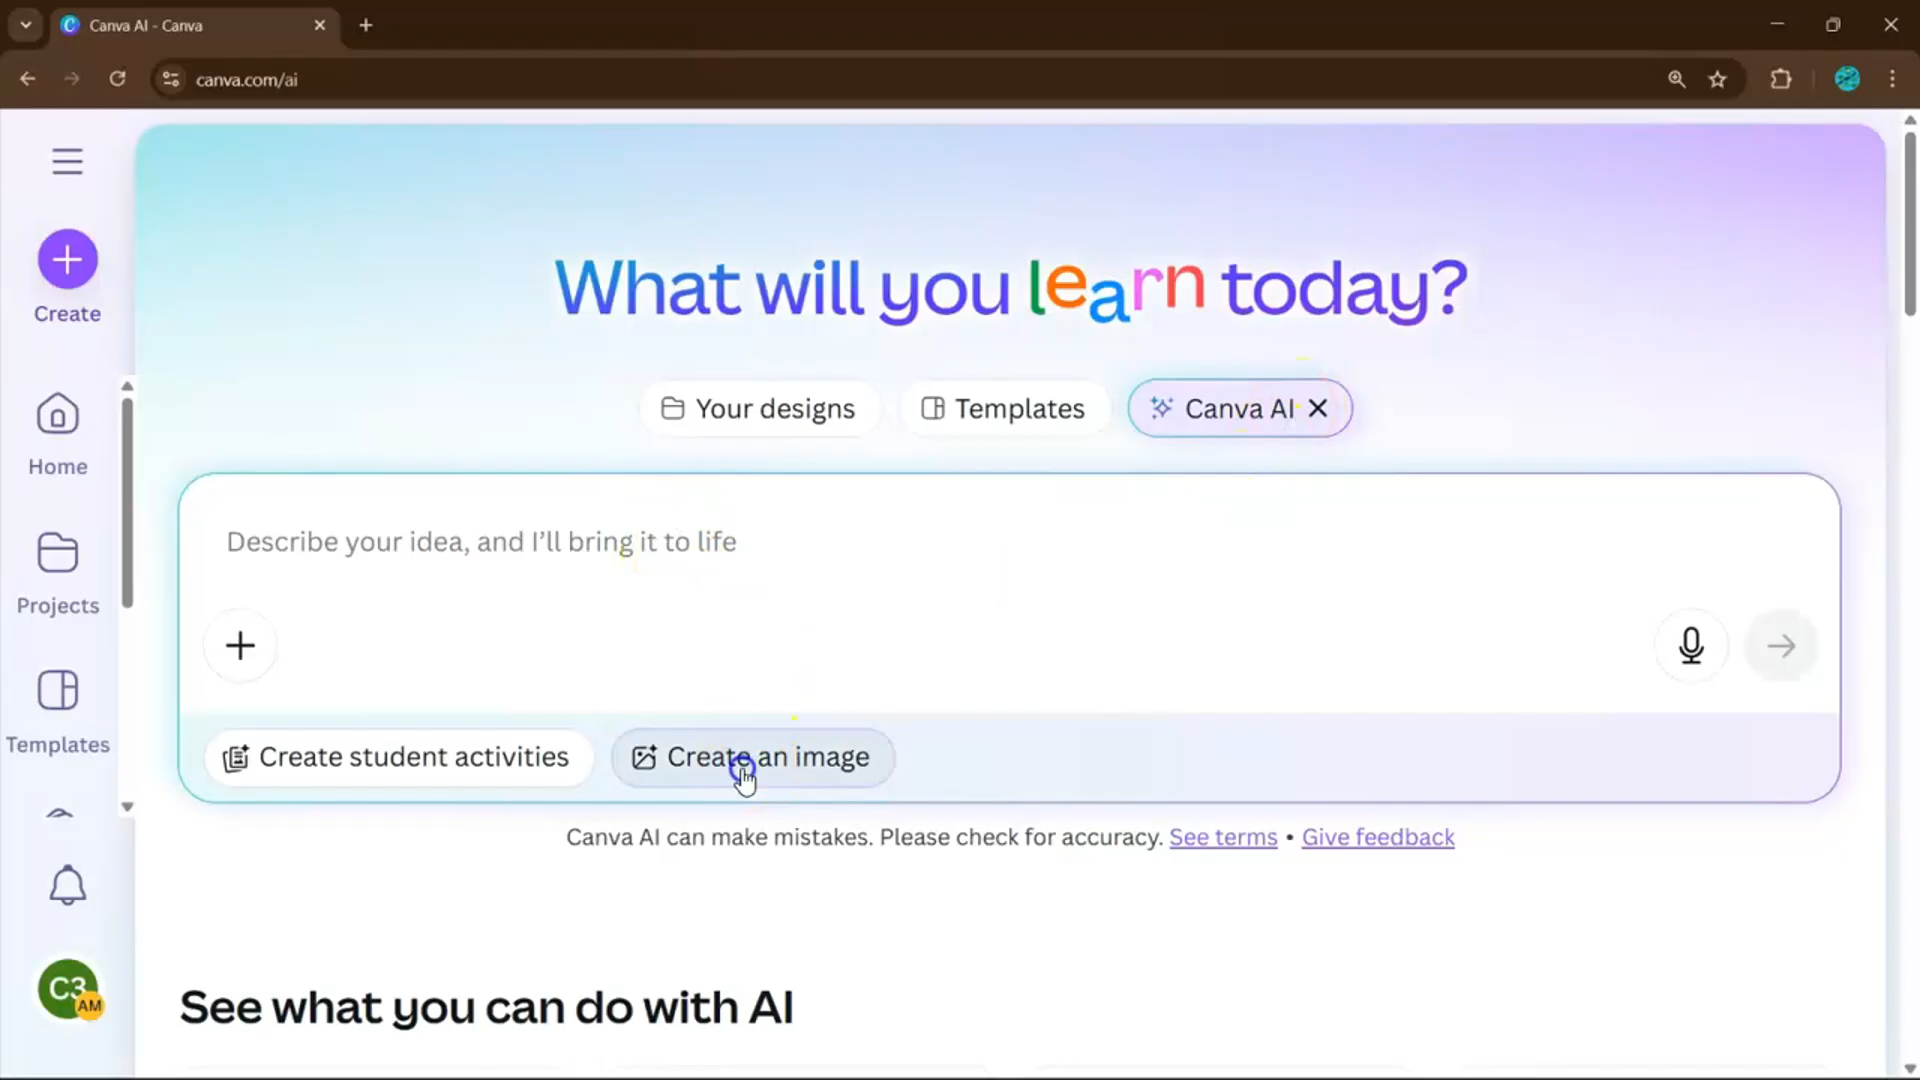 Canva AI - Canva
canva.com/ai
Create
Home
Projects
Templates
C3
AM
What will you learn today?
Your designs
Templates
Canva AI
Describe your idea, and I’ll bring it to life
Create student activities
Create an image
Canva AI can make mistakes. Please check for accuracy. See terms • Give feedback
See what you can do with AI